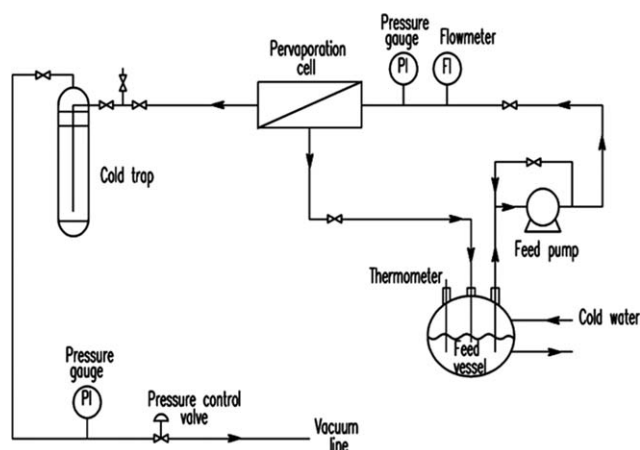 Pressure
gauge
PI
Flowmeter
FI
Pervaporation
cell
Cold trap
Feed pump
Thermometer
Feed
vessel
Cold water
Pressure
gauge
PI
Pressure control
valve
Vacuum
line